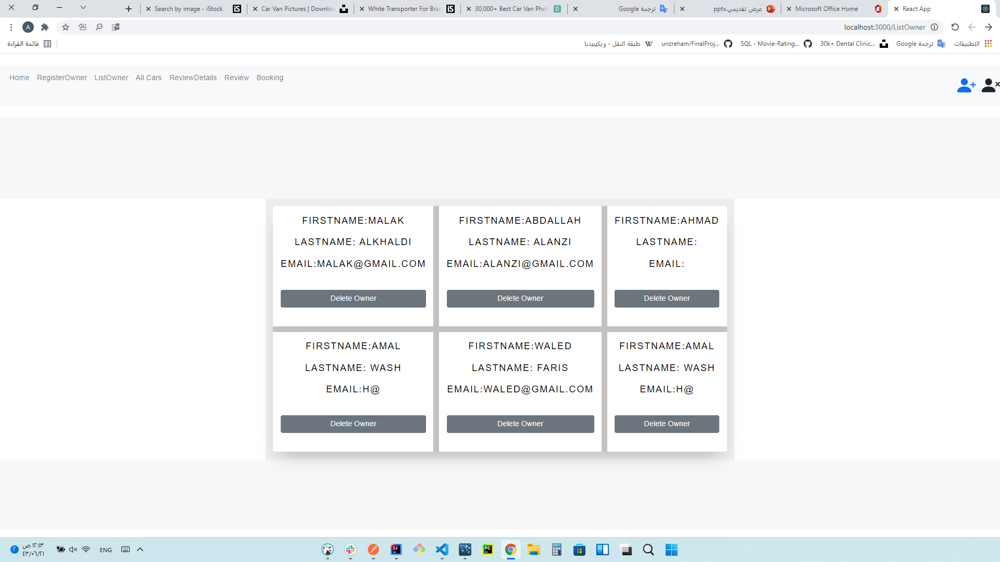 Search by image - iStock
Car Van Pictures | Downloa
White Transporter For Bran
30,000+ Best Car Van Phot
ترجمة Google
عرض تقديمي.pptx
Microsoft Office Home
React App
A
localhost:3000/ListOwner
قائمة القراءة
طبقة النقل - ويكيبيديا
unzreham/FinalProj...
SQL - Movie-Rating...
30k+ Dental Clinic...
ترجمة Google
التطبيقات
Home RegisterOwner ListOwner All Cars ReviewDetails Review Booking
FIRSTNAME:MALAK
LASTNAME: ALKHALDI
EMAIL:MALAK@GMAIL.COM
Delete Owner
FIRSTNAME:ABDALLAH
LASTNAME: ALANZI
EMAIL:ALANZI@GMAIL.COM
Delete Owner
FIRSTNAME:AHMAD
LASTNAME:
EMAIL:
Delete Owner
FIRSTNAME:AMAL
LASTNAME: WASH
EMAIL:H@
Delete Owner
FIRSTNAME:WALED
LASTNAME: FARIS
EMAIL:WALED@GMAIL.COM
Delete Owner
FIRSTNAME:AMAL
LASTNAME: WASH
EMAIL:H@
Delete Owner
١٢:١٣ ص
٤٣/٠٦/٢١
ENG